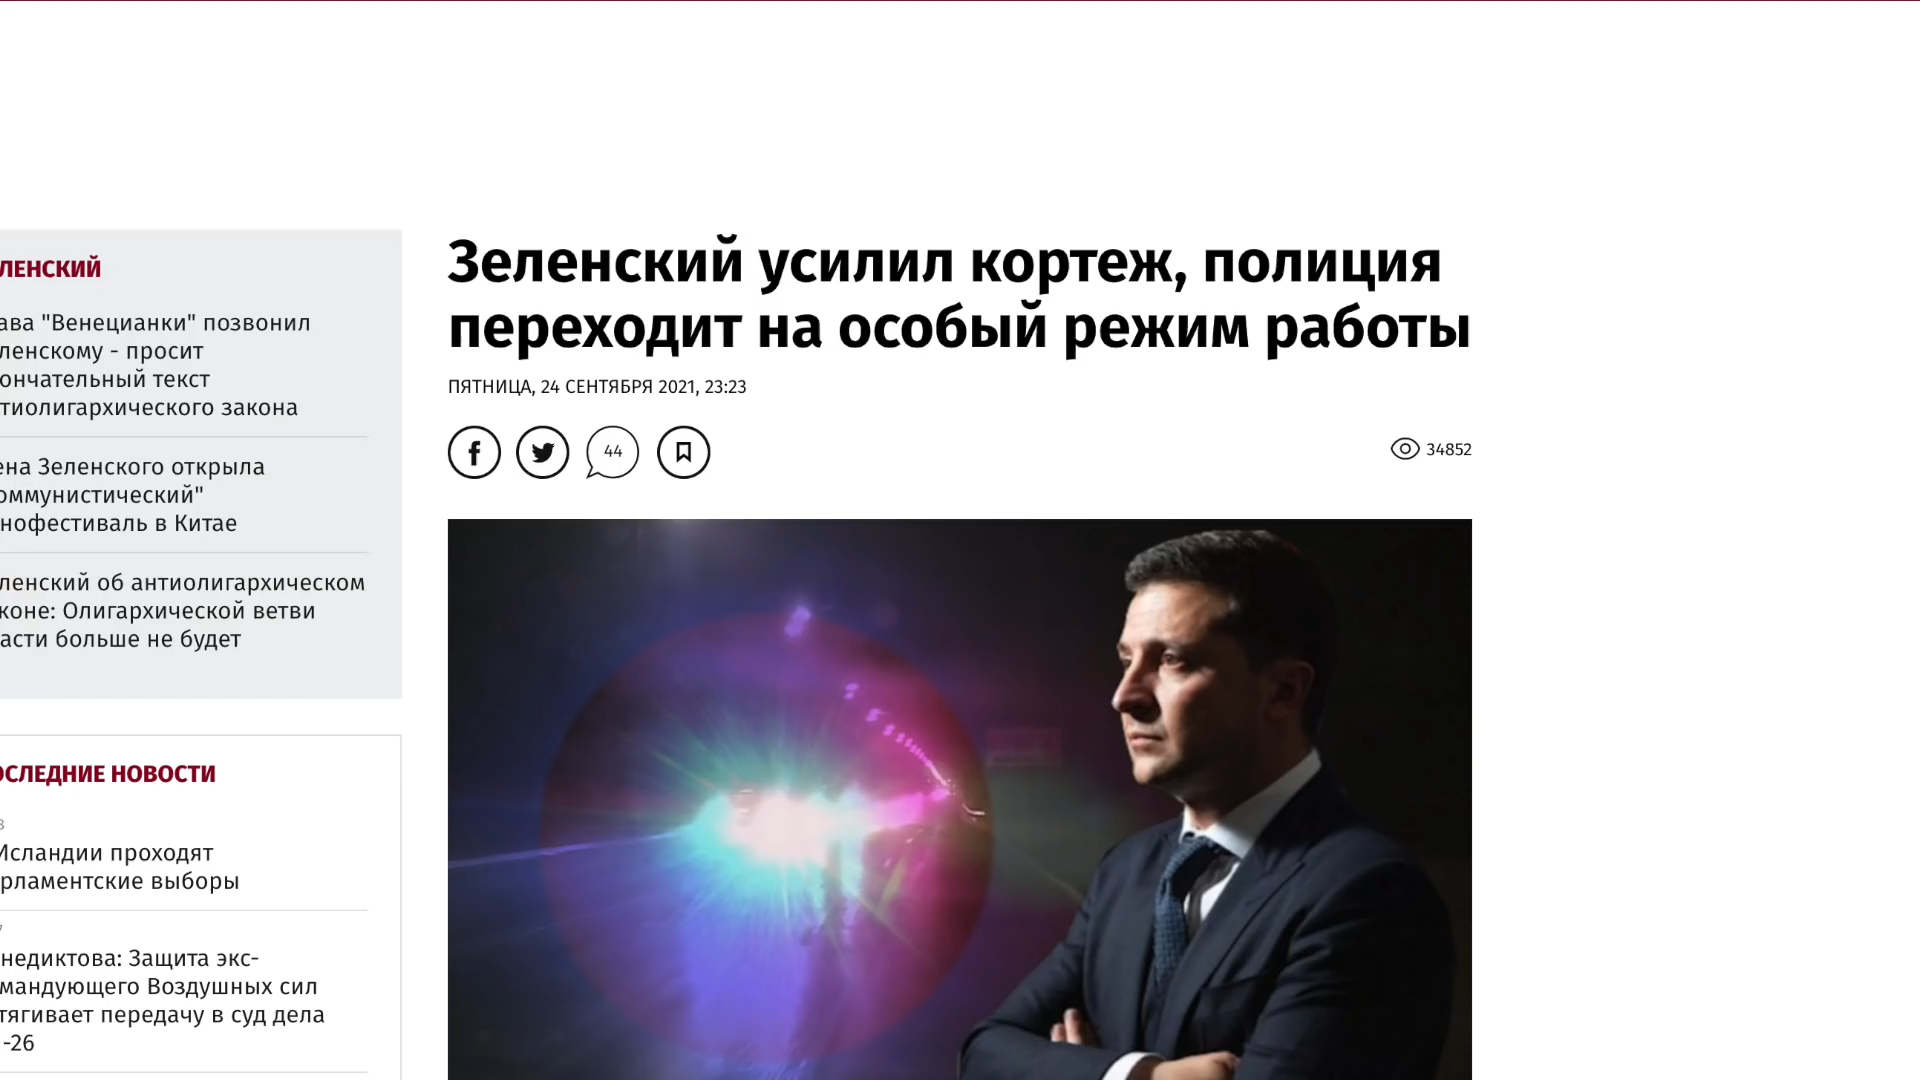 Зеленский усилил кортеж, полиция
переходит на особый режим работы
ПЯТНИЦА, 24 СЕНТЯБРЯ 2021, 23:23
44
34852
ЛЕНСКИЙ
ава "Венецианки" позвонил
ленскому - просит
ончательный текст
тиолигархического закона
ена Зеленского открыла
оммунистический"
нофестиваль в Китае
ленский об антиолигархическом
коне: Олигархической ветви
асти больше не будет
ОСЛЕДНИЕ НОВОСТИ
Исландии проходят
рламентские выборы
недиктова: Защита экс-
мандующего Воздушных сил
тягивает передачу в суд дела
-26